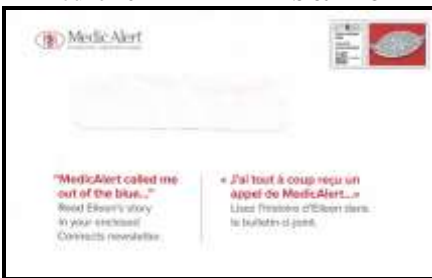 MedicAlert
"MedicAlert called me
out of the blue..."
Read Eileen's story
in your enclosed
Connects newsletter.
« J'ai tout à coup reçu un
appel de MedicAlert...»
Lisez l'histoire d'Eileen dans
le bulletin ci-joint.